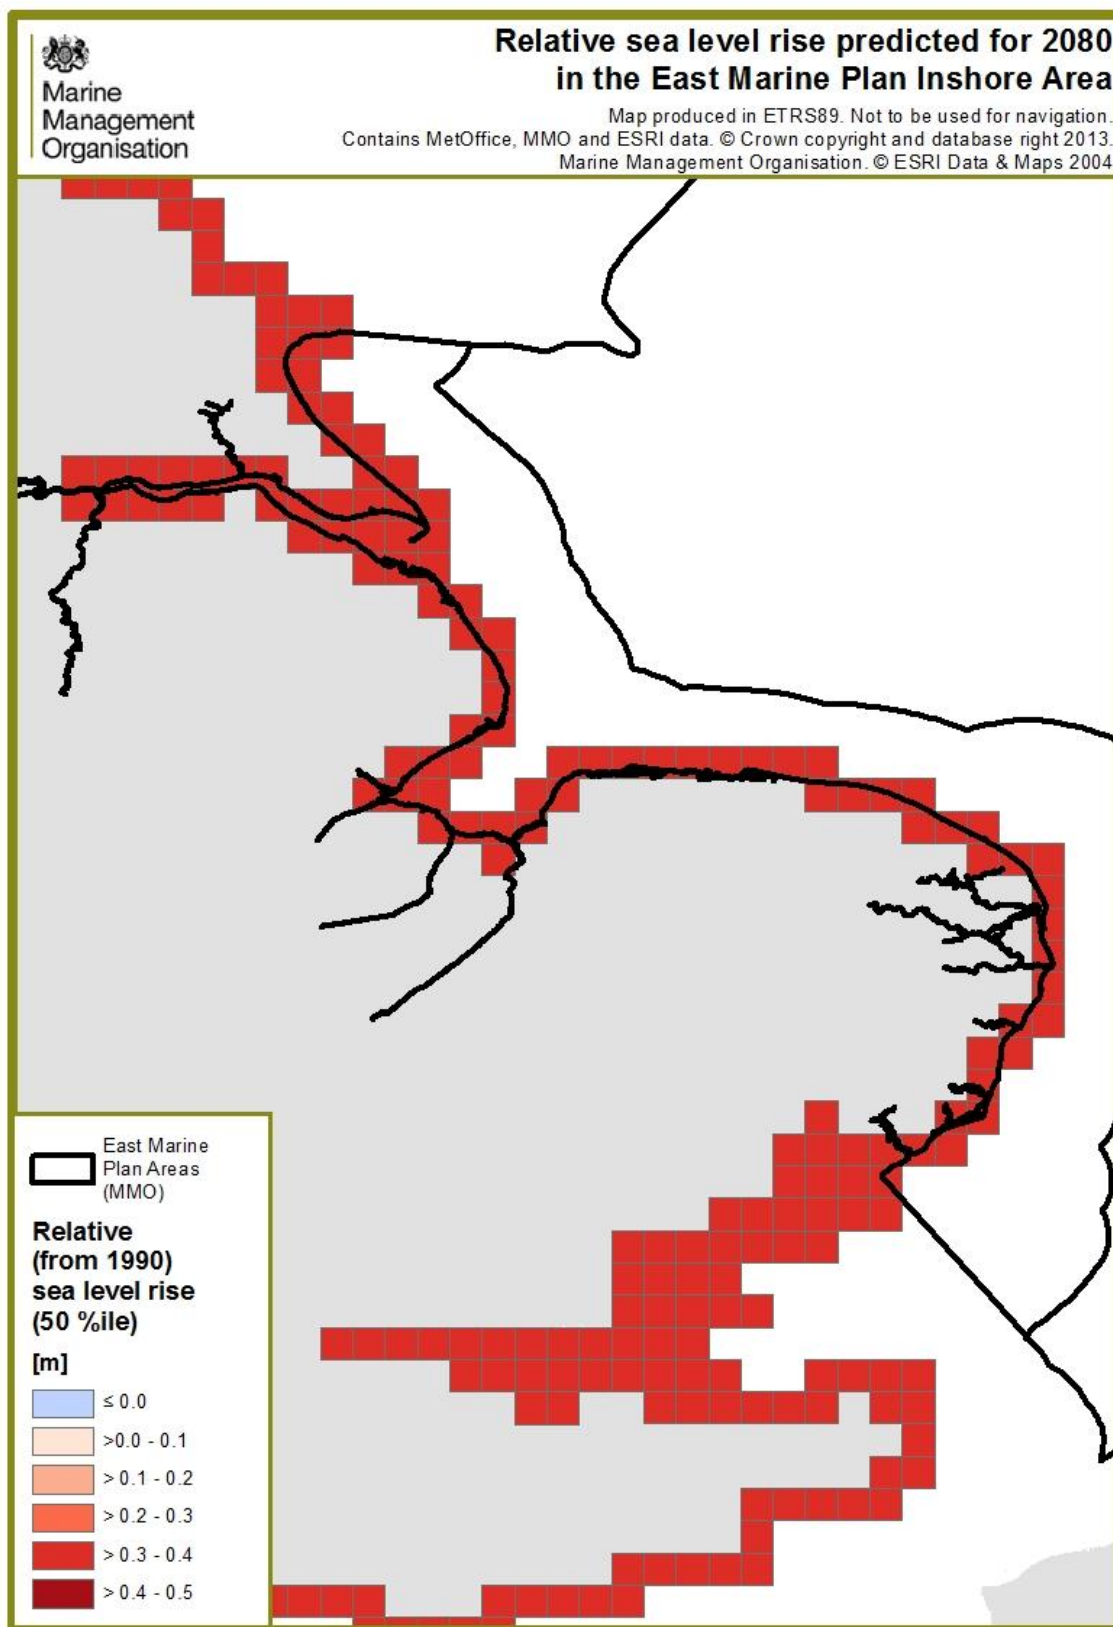 Marine
Management
Organisation
Relative sea level rise predicted for 2080
in the East Marine Plan Inshore Area
Map produced in ETRS89. Not to be used for navigation.
Contains MetOffice, MMO and ESRI data. © Crown copyright and database right 2013.
Marine Management Organisation. © ESRI Data & Maps 2004
East Marine
Plan Areas
(MMO)
Relative
(from 1990)
sea level rise
(50 %ile)
[m]
≤ 0.0
>0.0 - 0.1
> 0.1 - 0.2
> 0.2 - 0.3
> 0.3 - 0.4
> 0.4 - 0.5